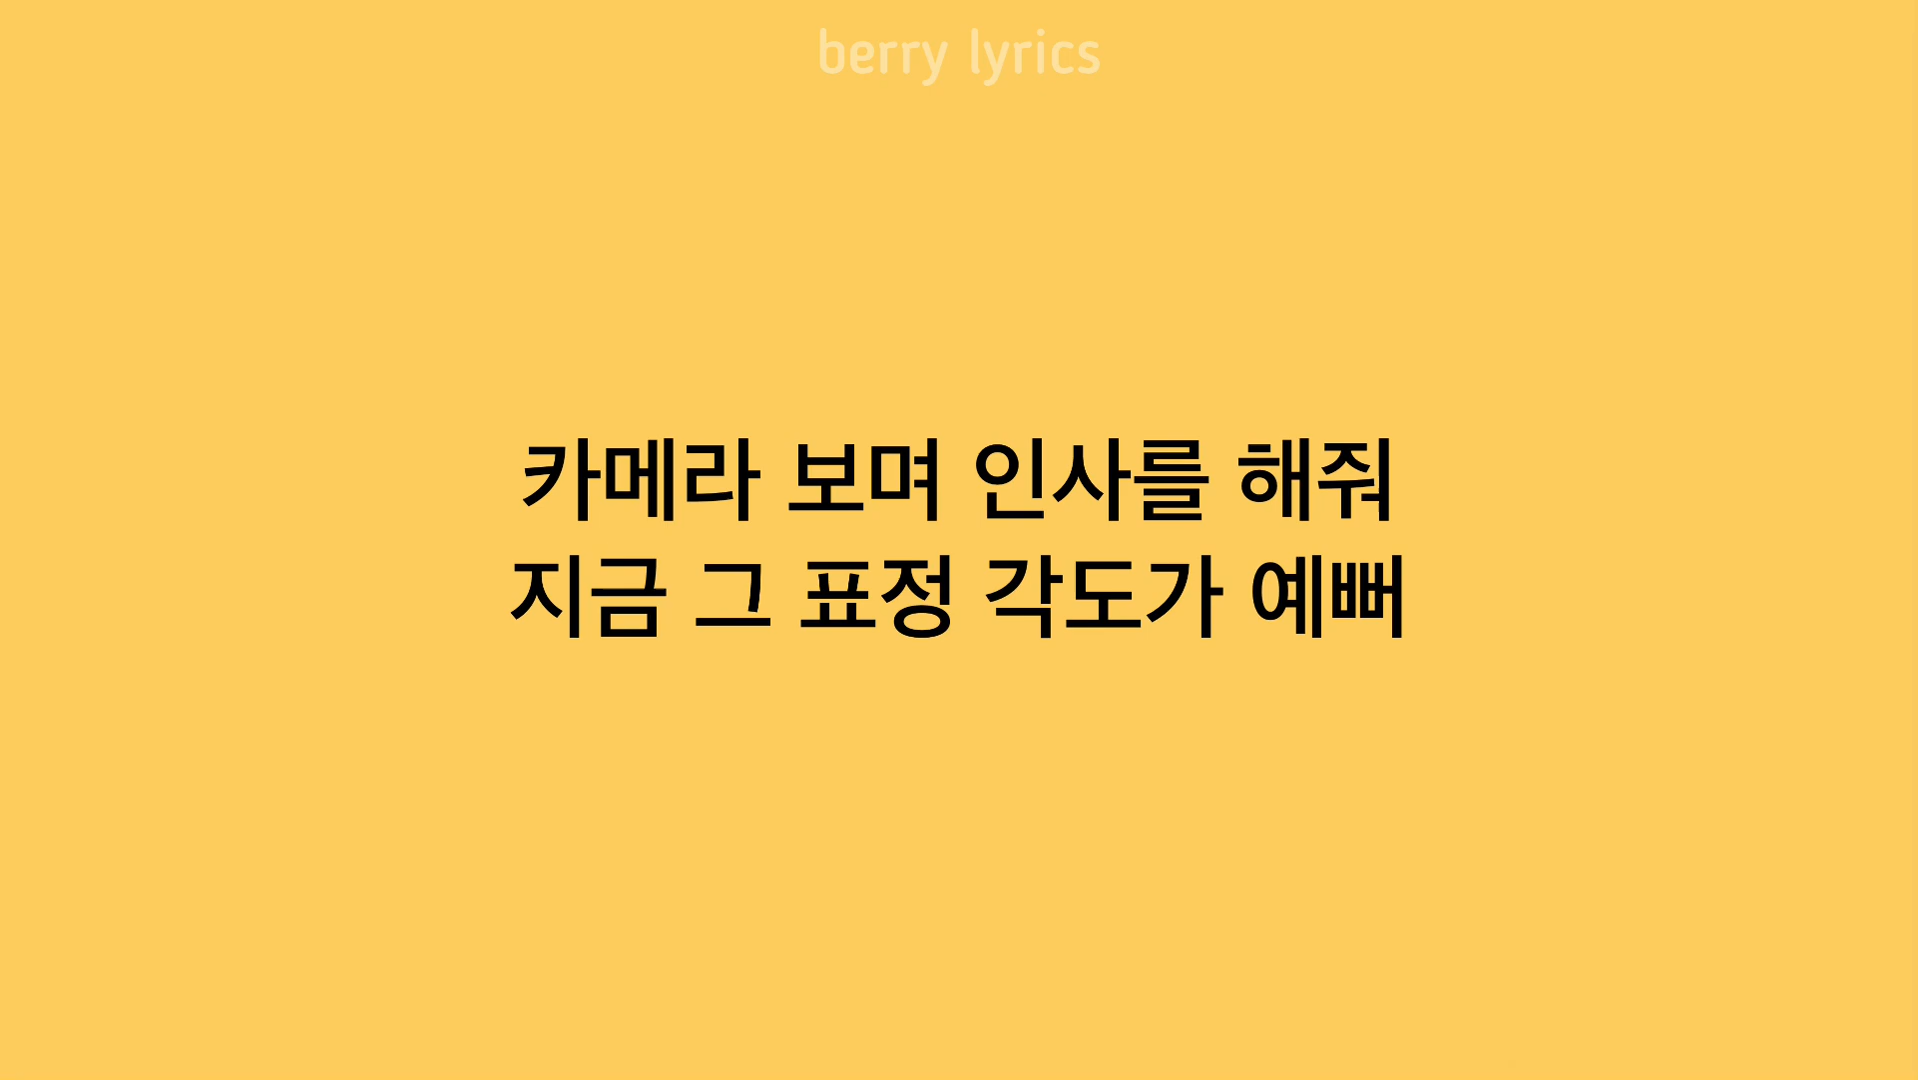 berry lyrics
카메라 보며 인사를 해줘
지금 그 표정 각도가 예뻐